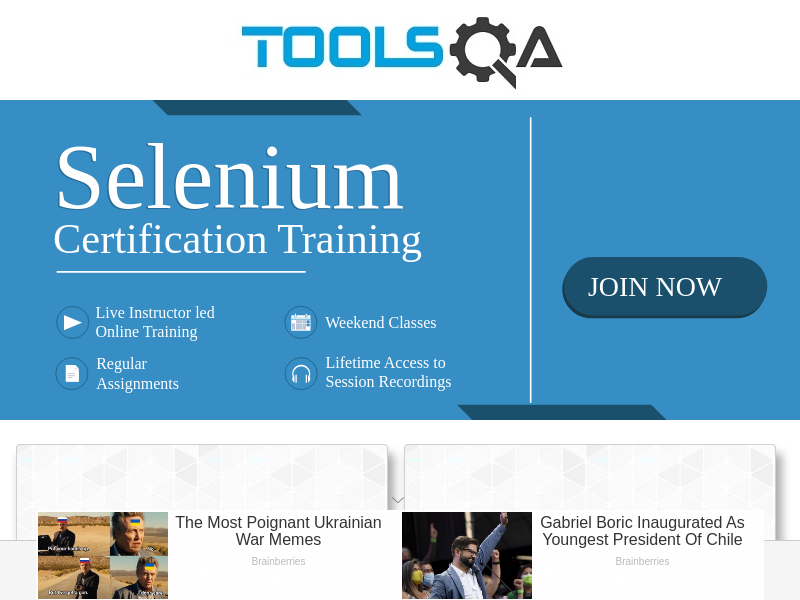 TOOLSQA
Selenium
Certification Training
Live Instructor led
Online Training
Weekend Classes
Regular
Assignments
Lifetime Access to
Session Recordings
JOIN NOW
The Most Poignant Ukrainian
War Memes
Brainberries
Gabriel Boric Inaugurated As
Youngest President Of Chile
Brainberries